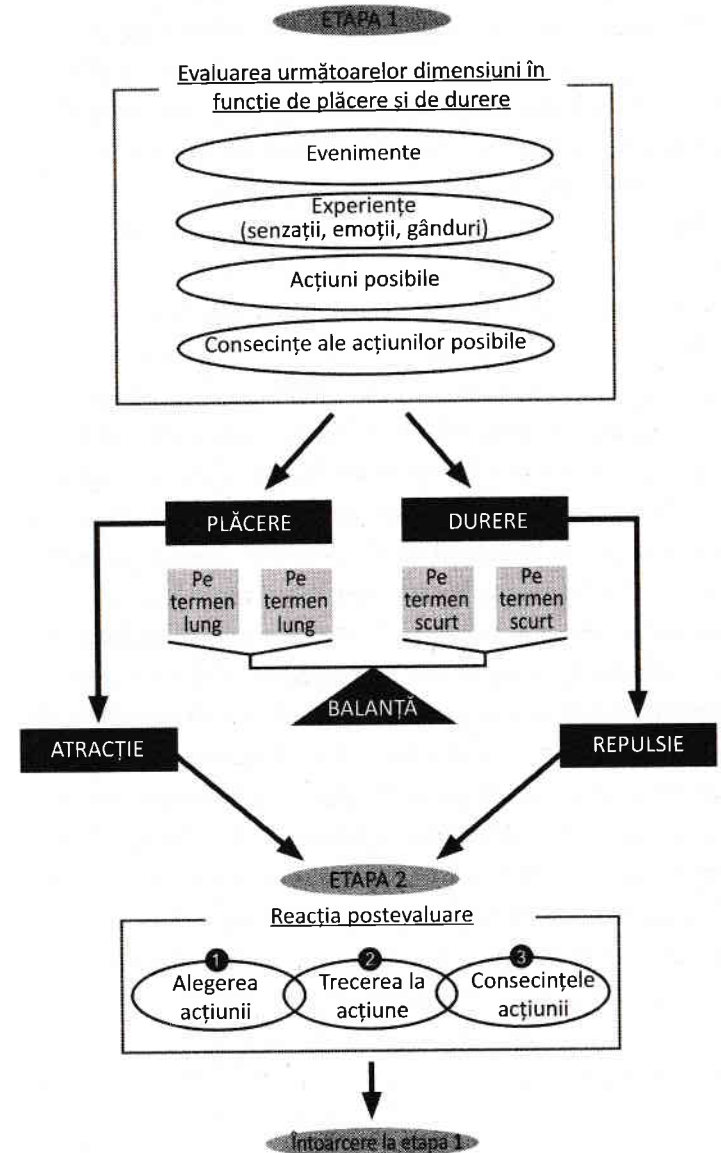 ETAPA 1
Evaluarea următoarelor dimensiuni în
funcție de plăcere și de durere
Evenimente
Experiențe
(senzații, emoții, gânduri)
Acțiuni posibile
Consecințe ale acțiunilor posibile
PLĂCERE
DURERE
Pe
termen
lung
Pe
termen
lung
Pe
termen
scurt
Pe
termen
scurt
BALANȚĂ
ATRACȚIE
REPULSIE
ETAPA 2
Reacția postevaluare
1
Alegerea
acțiunii
2
Trecerea la
acțiune
3
Consecințele
acțiunii
Întoarcere la etapa 1